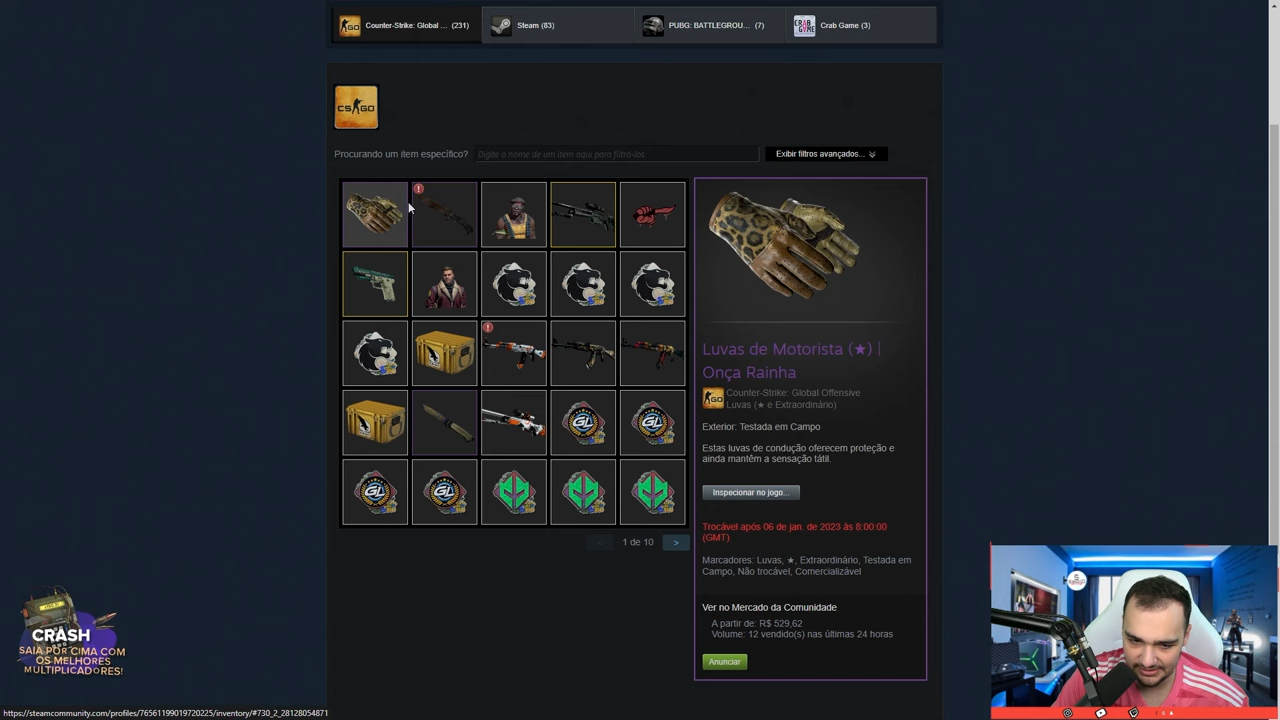 Counter-Strike: Global ... (231)
Steam (83)
PUBG: BATTLEGROU... (7)
CRAB GAME
Crab Game (3)
CS GO
Procurando um item específico?
Digite o nome de um item aqui para filtrá-los
Exibir filtros avançados...
Luvas de Motorista (★) |
Onça Rainha
Counter-Strike: Global Offensive
Luvas (★ e Extraordinário)
Exterior: Testada em Campo
Estas luvas de condução oferecem proteção e
ainda mantêm a sensação tátil.
Inspecionar no jogo...
Trocável após 06 de jan. de 2023 às 8:00:00
(GMT)
Marcadores: Luvas, ★, Extraordinário, Testada em
Campo, Não trocável, Comercializável
Ver no Mercado da Comunidade
A partir de: R$ 529,62
Volume: 12 vendido(s) nas últimas 24 horas
Anunciar
< 1 de 10 >
CRASH
SAIA POR CIMA COM
OS MELHORES
MULTIPLICADORES!
https://steamcommunity.com/profiles/76561199019720225/inventory/#730_2_28128054871